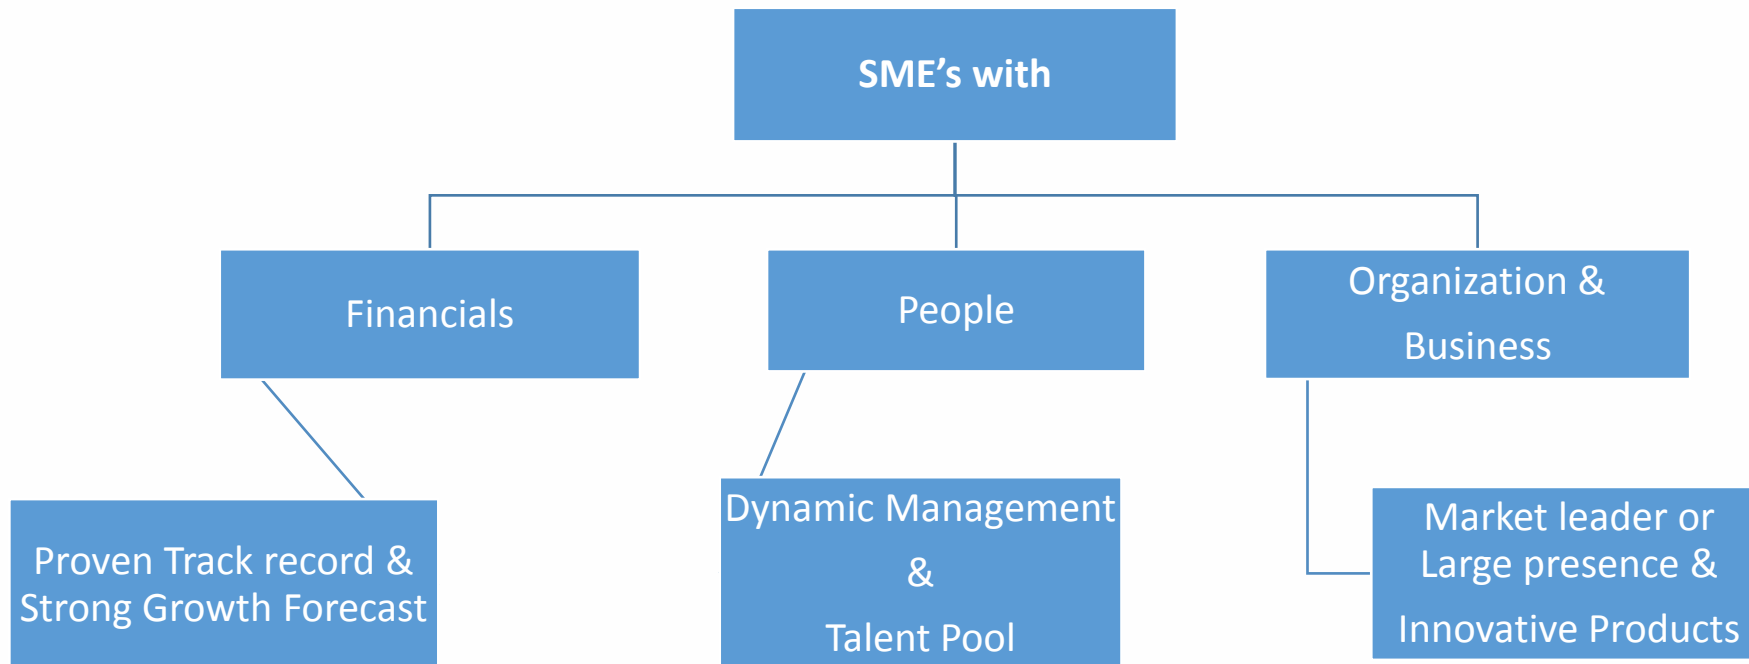 SME’s with
Financials
People
Organization &
Business
Proven Track record &
Strong Growth Forecast
Dynamic Management
&
Talent Pool
Market leader or
Large presence &
Innovative Products